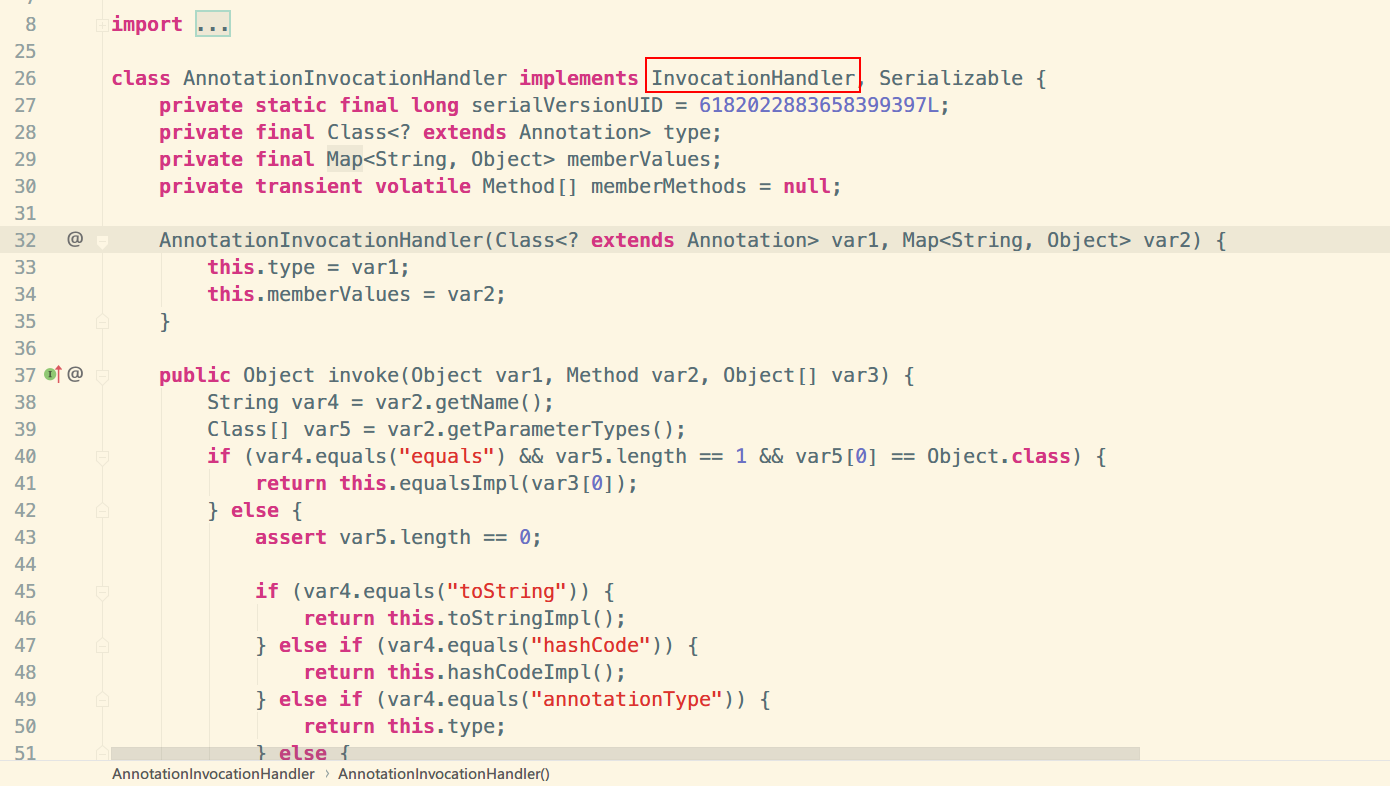 8 import ...
25
26 class AnnotationInvocationHandler implements InvocationHandler, Serializable {
27 private static final long serialVersionUID = 6182022883658399397L;
28 private final Class<? extends Annotation> type;
29 private final Map<String, Object> memberValues;
30 private transient volatile Method[] memberMethods = null;
31
32 @ AnnotationInvocationHandler(Class<? extends Annotation> var1, Map<String, Object> var2) {
33 this.type = var1;
34 this.memberValues = var2;
35 }
36
37 @ public Object invoke(Object var1, Method var2, Object[] var3) {
38 String var4 = var2.getName();
39 Class[] var5 = var2.getParameterTypes();
40 if (var4.equals("equals") && var5.length == 1 && var5[0] == Object.class) {
41 return this.equalsImpl(var3[0]);
42 } else {
43 assert var5.length == 0;
44
45 if (var4.equals("toString")) {
46 return this.toStringImpl();
47 } else if (var4.equals("hashCode")) {
48 return this.hashCodeImpl();
49 } else if (var4.equals("annotationType")) {
50 return this.type;
51 } else {
AnnotationInvocationHandler › AnnotationInvocationHandler()